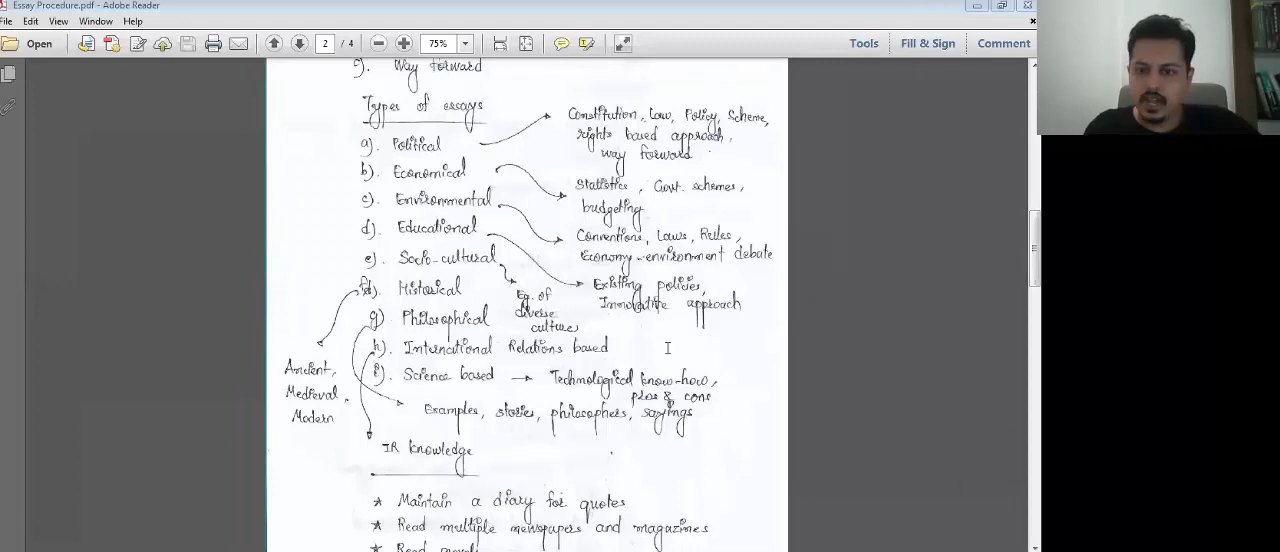 Essay Procedure.pdf - Adobe Reader
File Edit View Window Help
Open 2 / 4 75% Tools Fill & Sign Comment
Way forward
Types of essays
a). Political
Constitution, Law, Policy, Scheme,
rights based approach,
way forward
b). Economical
Statistics, Govt. schemes,
budgeting
c). Environmental
Conventions, Laws, Rules,
Economy-environment debate
d). Educational
Existing policies,
Innovative approach
e). Socio-cultural
Eg. of
diverse
cultures
Historical
Ancient,
Medieval,
Modern
g). Philosophical
h). International Relations based
i). Science based → Technological know-how,
pros & cons
Examples, stories, philosophers, sayings
IR knowledge
* Maintain a diary for quotes
* Read multiple newspapers and magazines